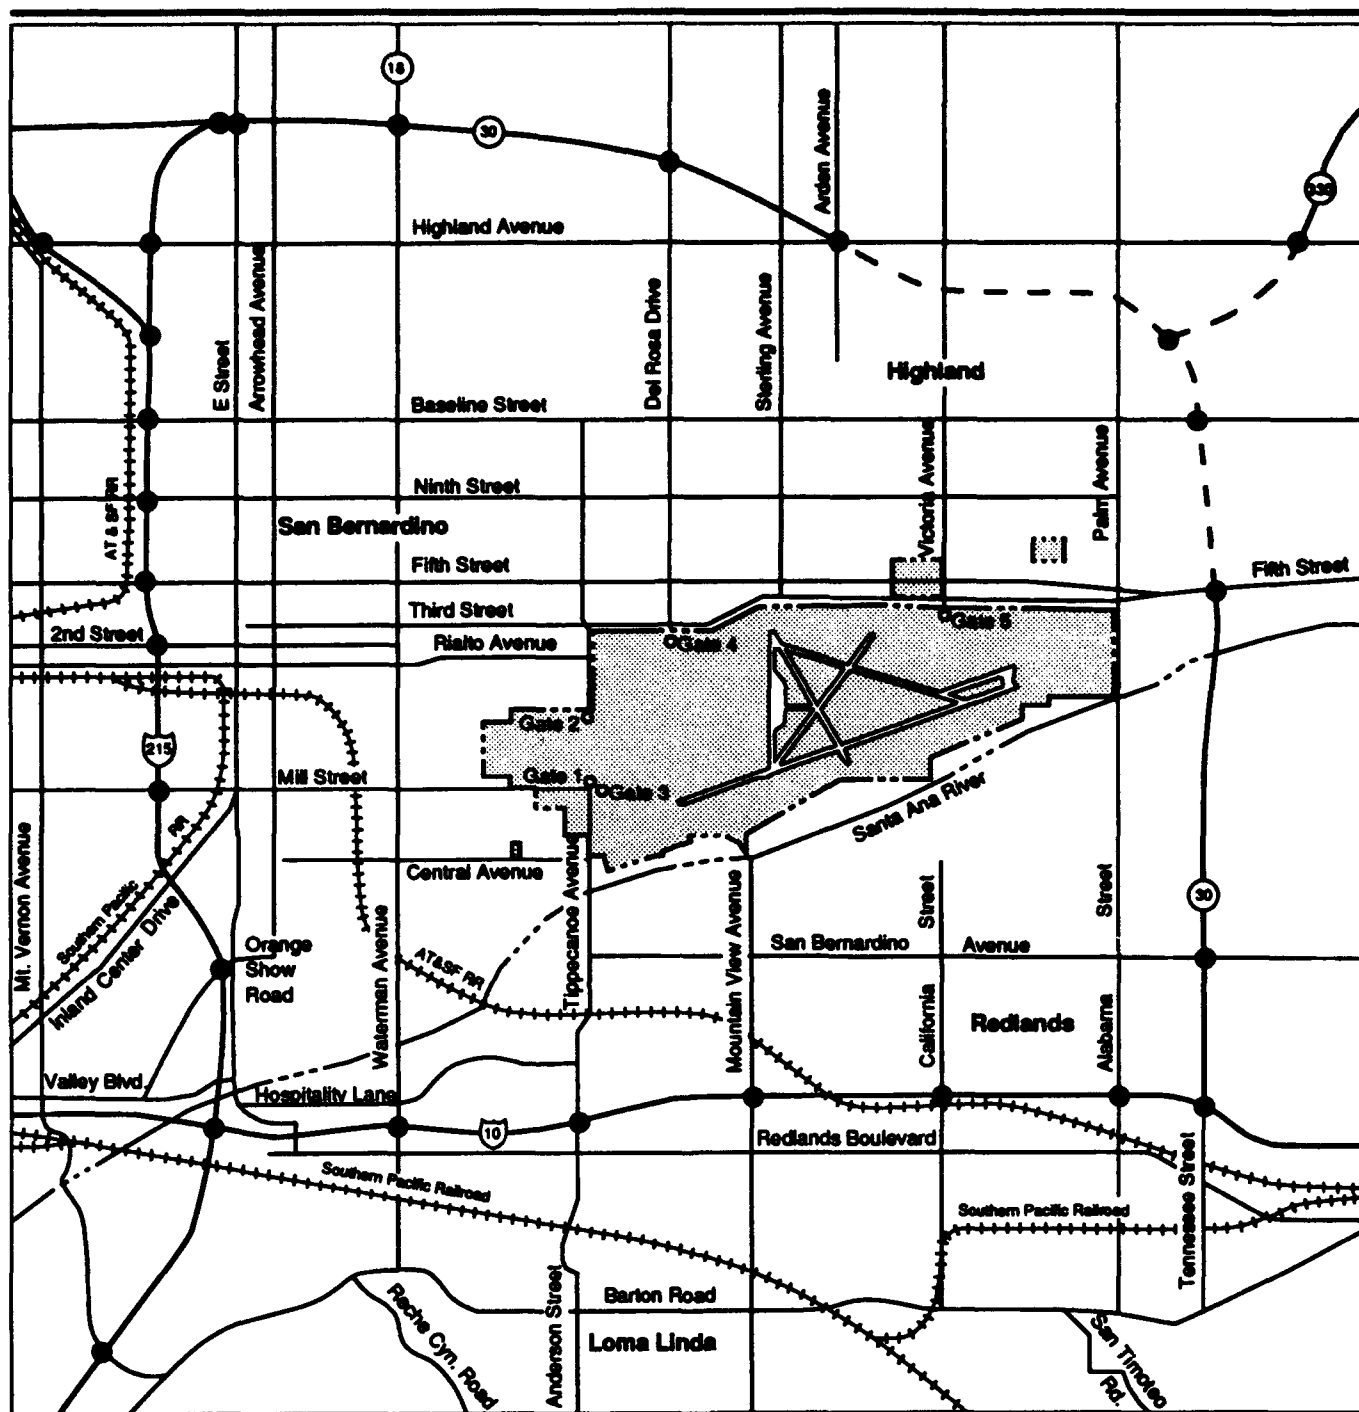 18
30
Arden Avenue
330
Highland Avenue
Arrowhead Avenue
E Street
Del Rosa Drive
Sterling Avenue
Highland
Baseline Street
Victoria Avenue
Palm Avenue
AT & SF RR
Ninth Street
San Bernardino
Fifth Street
Fifth Street
Third Street
2nd Street
Rialto Avenue
Gate 5
Gate 4
Gate 2
215
Mill Street
Gate 1
Gate 3
Santa Ana River
RR
Southern Pacific
Mt. Vernon Avenue
Inland Center Drive
Central Avenue
Tippecanoe Avenue
Mountain View Avenue
Waterman Avenue
Orange
Show
Road
AT&SF RR
San Bernardino Avenue
California Street
Alabama Street
30
Redlands
Valley Blvd.
Hospitality Lane
10
Redlands Boulevard
Southern Pacific Railroad
Southern Pacific Railroad
Tennessee Street
Barton Road
Anderson Street
Loma Linda
Reche Cyn. Road
San Timoteo
Rd.